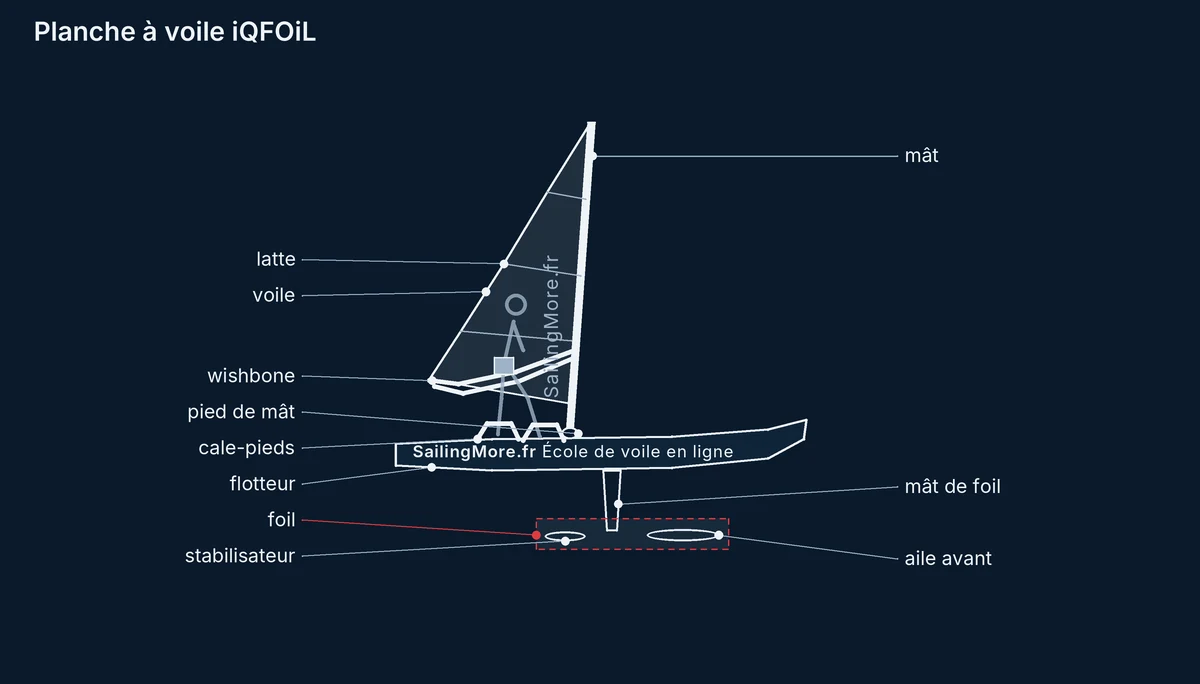 Planche à voile iQFOiL
mât
latte
voile
SailingMore.fr
wishbone
pied de mât
cale-pieds
SailingMore.fr École de voile en ligne
flotteur
mât de foil
foil
stabilisateur
aile avant